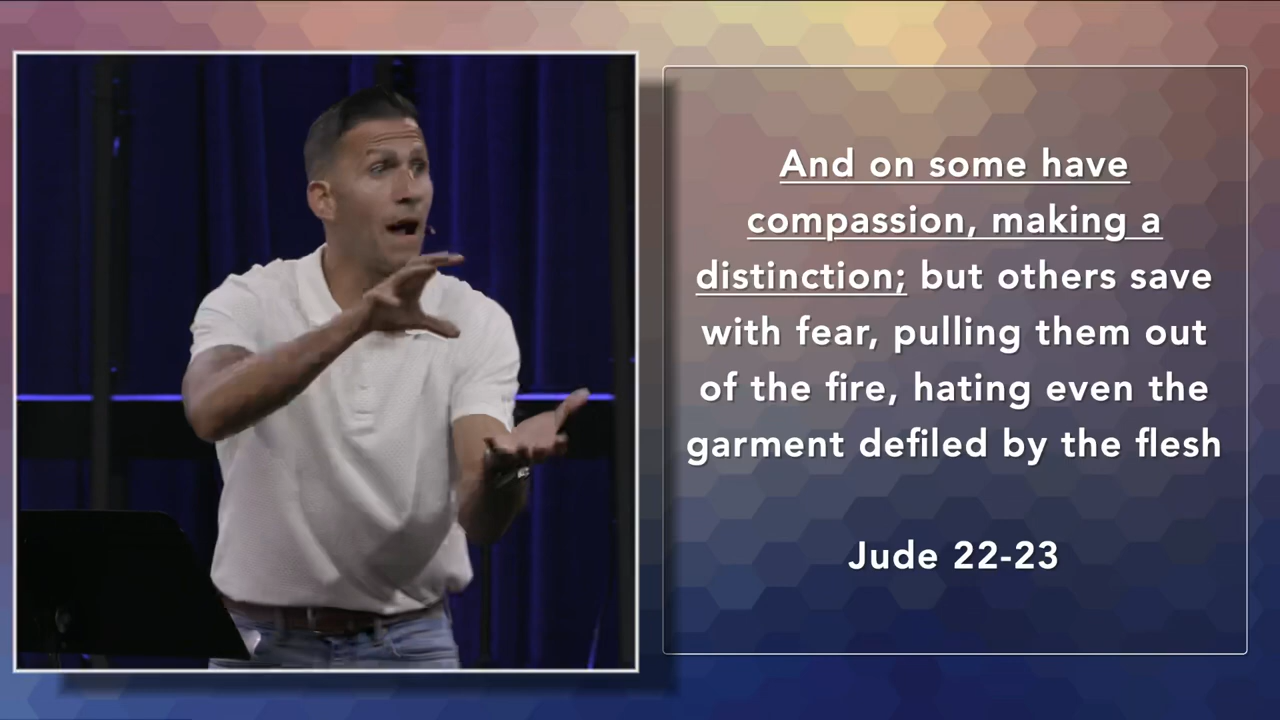 And on some have
compassion, making a
distinction; but others save
with fear, pulling them out
of the fire, hating even the
garment defiled by the flesh
Jude 22-23